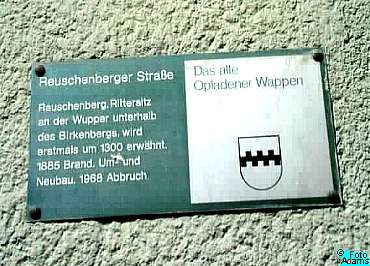 Reuschenberger Straße
Reuschenberg, Rittersitz
an der Wupper unterhalb
des Birkenbergs, wird
erstmals um 1300 erwähnt.
1885 Brand. Um- und
Neubau. 1968 Abbruch
Das alte
Opladener Wappen
© Foto
Adams